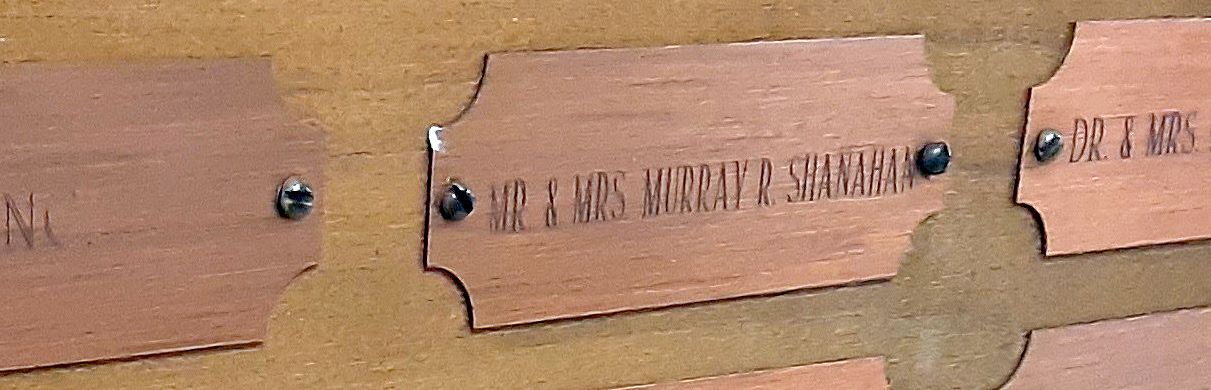 MR & MRS MURRAY R. SHANAHAN
DR. & MRS.